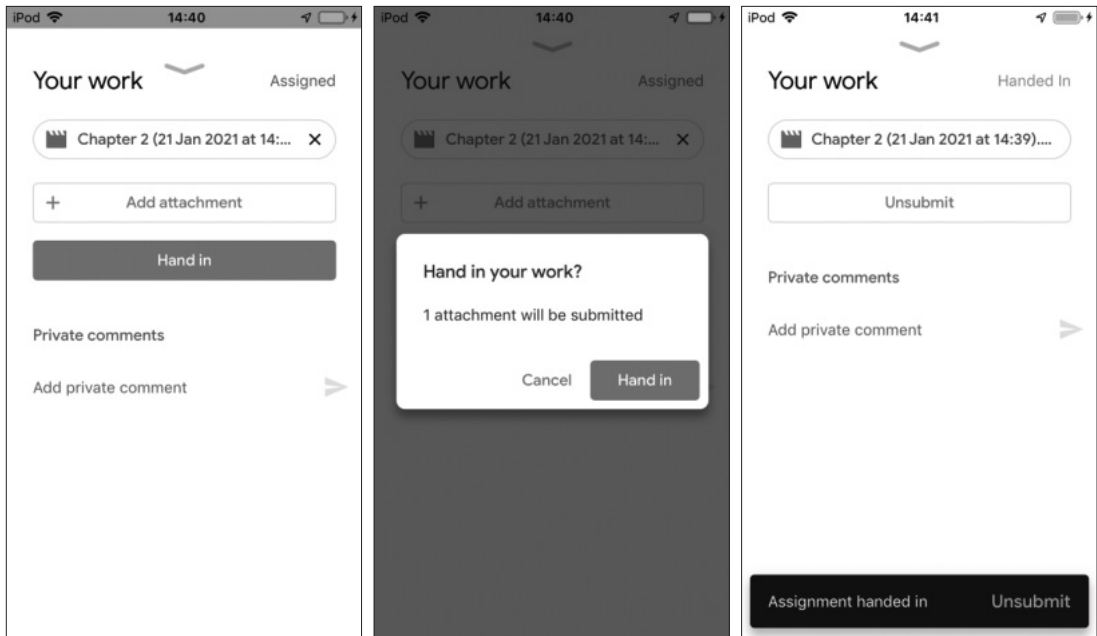 iPod 14:40
Your work Assigned
Chapter 2 (21 Jan 2021 at 14:...
Add attachment
Hand in
Private comments
Add private comment
iPod 14:40
Your work Assigned
Chapter 2 (21 Jan 2021 at 14:...
Add attachment
Hand in your work?
1 attachment will be submitted
Cancel Hand in
iPod 14:41
Your work Handed In
Chapter 2 (21 Jan 2021 at 14:39)....
Unsubmit
Private comments
Add private comment
Assignment handed in Unsubmit